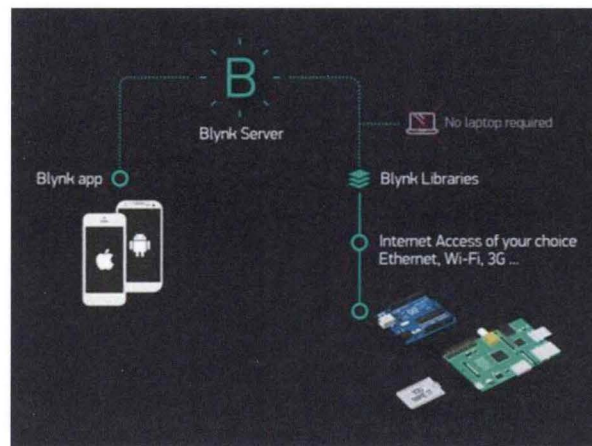 B
Blynk Server
No laptop required
Blynk app
Blynk Libraries
Internet Access of your choice
Ethernet, Wi-Fi, 3G ...